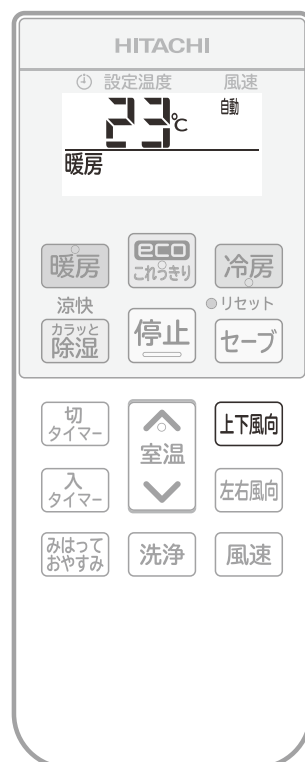 HITACHI
設定温度 風速
23℃ 自動
暖房
暖房 eco これっきり 冷房
涼快 リセット
カラッと 除湿 停止 セーブ
切 タイマー 室温 上下風向
入 タイマー 左右風向
みはって おやすみ 洗浄 風速